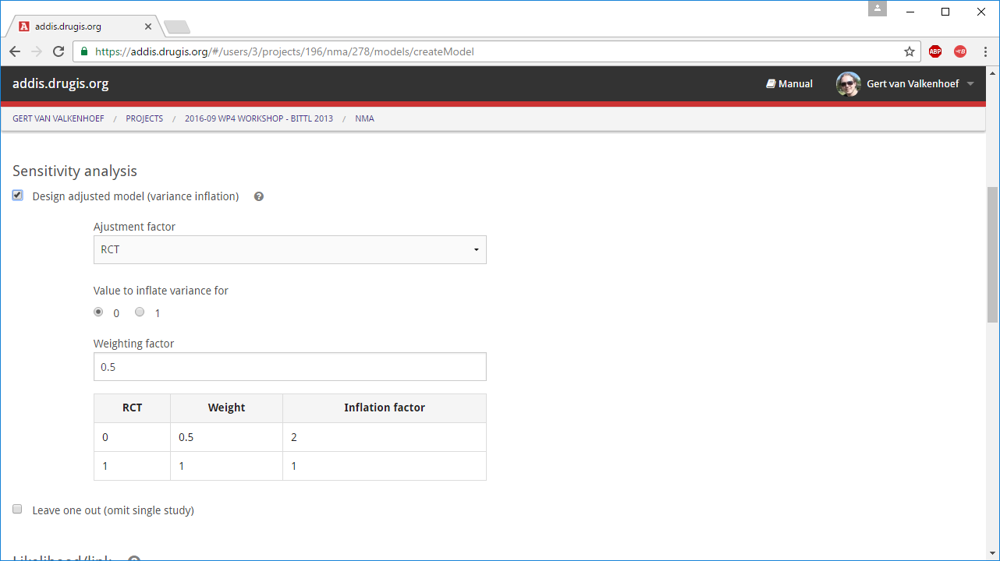 addis.drugis.org
https://addis.drugis.org/#/users/3/projects/196/nma/278/models/createModel
ABP
addis.drugis.org
Manual
Gert van Valkenhoef
GERT VAN VALKENHOEF / PROJECTS / 2016-09 WP4 WORKSHOP - BITTL 2013 / NMA
Sensitivity analysis
Design adjusted model (variance inflation) ?
Ajustment factor
RCT
Value to inflate variance for
0 1
Weighting factor
0.5
RCT Weight Inflation factor
0 0.5 2
1 1 1
Leave one out (omit single study)
Likelihood/link ?